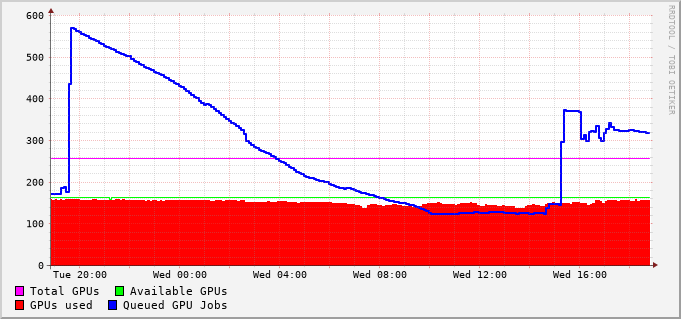 600
500
400
300
200
100
0
Tue 20:00 Wed 00:00 Wed 04:00 Wed 08:00 Wed 12:00 Wed 16:00
Total GPUs Available GPUs
GPUs used Queued GPU Jobs
RRDTOOL / TOBI OETIKER